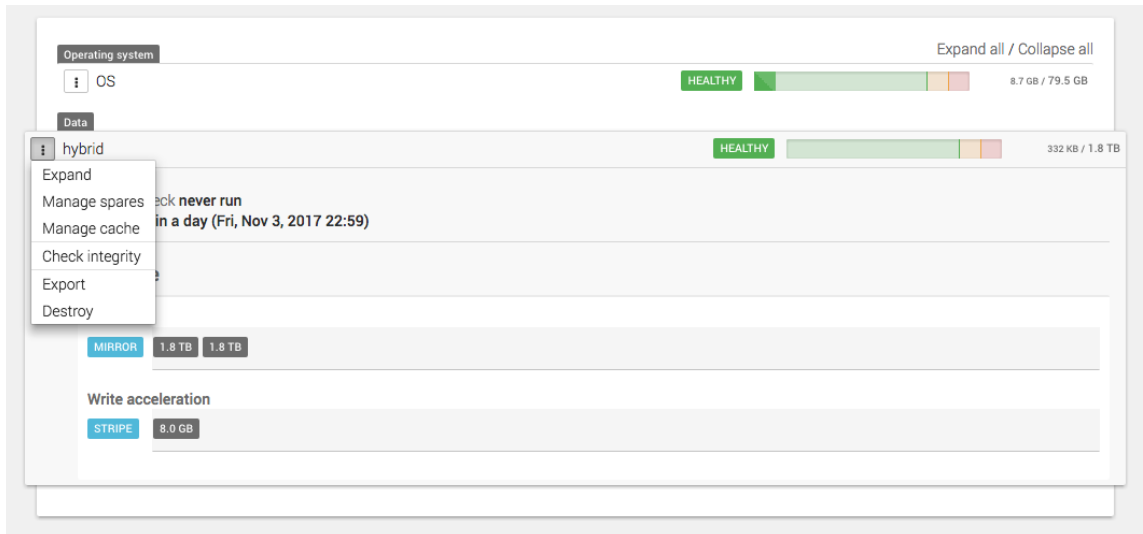 Operating system
Expand all / Collapse all
OS
HEALTHY
8.7 GB / 79.5 GB
Data
hybrid
HEALTHY
332 KB / 1.8 TB
Expand
Manage spares
never run
Manage cache
in a day (Fri, Nov 3, 2017 22:59)
Check integrity
Export
Destroy
MIRROR 1.8 TB 1.8 TB
Write acceleration
STRIPE 8.0 GB